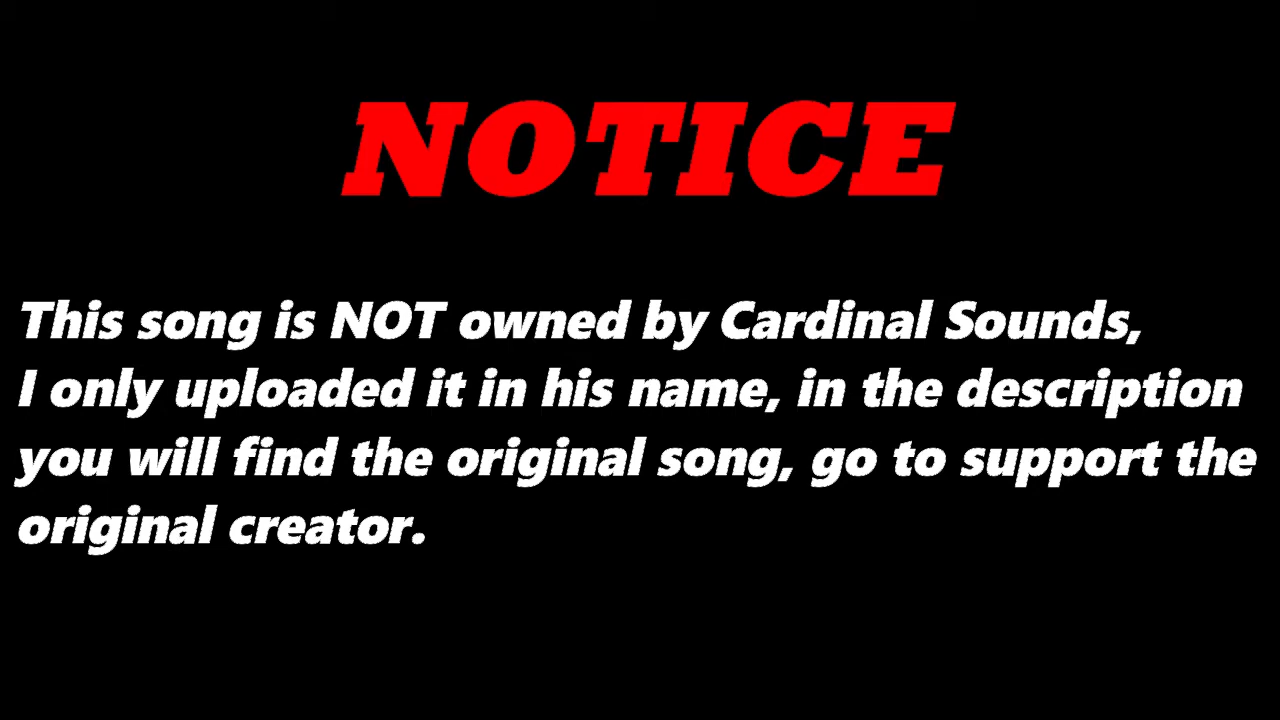 NOTICE
This song is NOT owned by Cardinal Sounds,
I only uploaded it in his name, in the description
you will find the original song, go to support the
original creator.